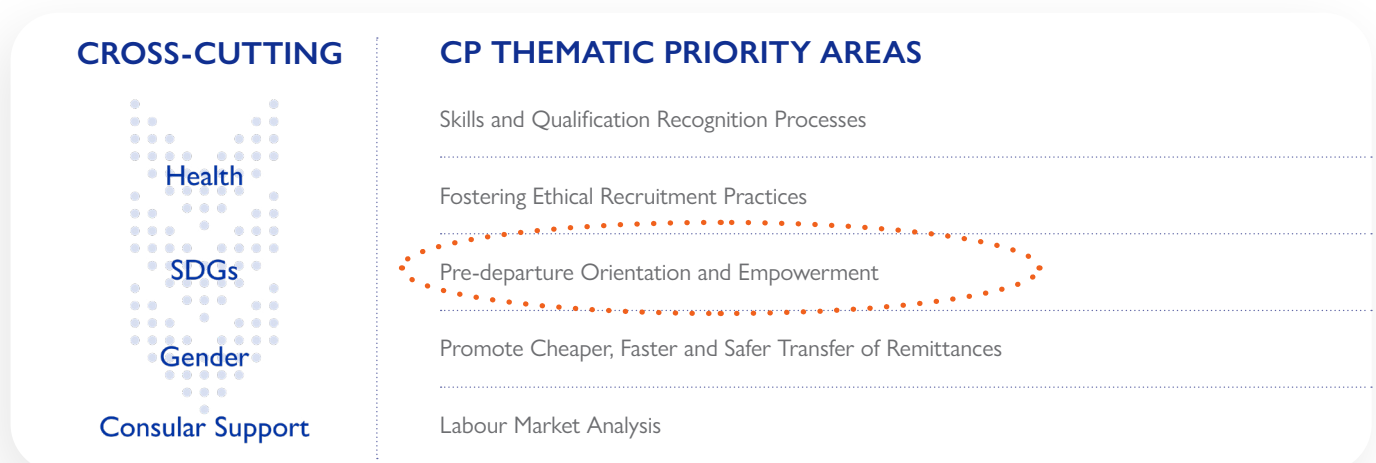 CROSS-CUTTING
Health
SDGs
Gender
Consular Support
CP THEMATIC PRIORITY AREAS
Skills and Qualification Recognition Processes
Fostering Ethical Recruitment Practices
Pre-departure Orientation and Empowerment
Promote Cheaper, Faster and Safer Transfer of Remittances
Labour Market Analysis